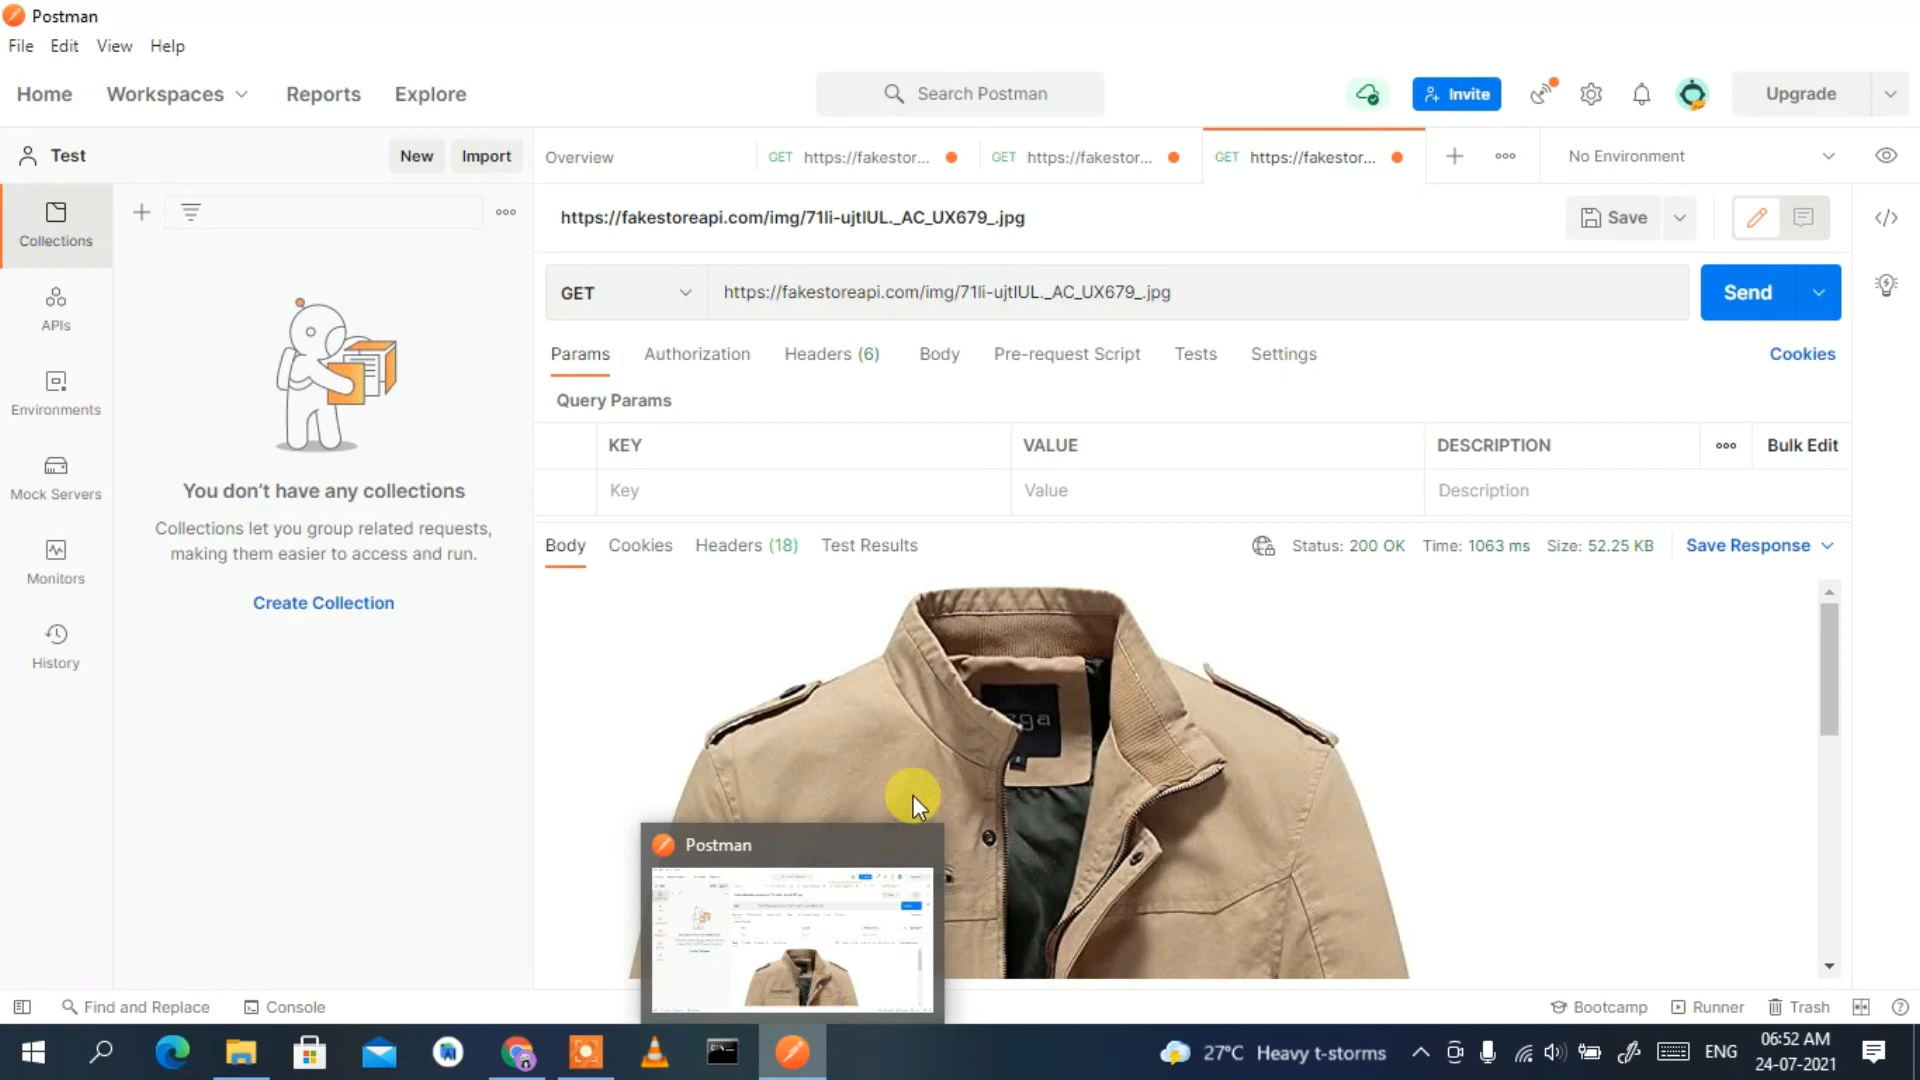 Postman
File Edit View Help
Home Workspaces Reports Explore Search Postman Invite Upgrade
Test New Import Overview GET https://fakestor... GET https://fakestor... GET https://fakestor... No Environment
https://fakestoreapi.com/img/71li-ujtlUL._AC_UX679_.jpg Save
Collections
GET https://fakestoreapi.com/img/71li-ujtlUL._AC_UX679_.jpg Send
APIs
Params Authorization Headers (6) Body Pre-request Script Tests Settings Cookies
Query Params
Environments
KEY VALUE DESCRIPTION Bulk Edit
Key Value Description
Mock Servers
You don't have any collections
Collections let you group related requests,
making them easier to access and run.
Create Collection
Monitors
History
Body Cookies Headers (18) Test Results Status: 200 OK Time: 1063 ms Size: 52.25 KB Save Response
Postman
Find and Replace Console Bootcamp Runner Trash
27°C Heavy t-storms ENG 06:52 AM
24-07-2021